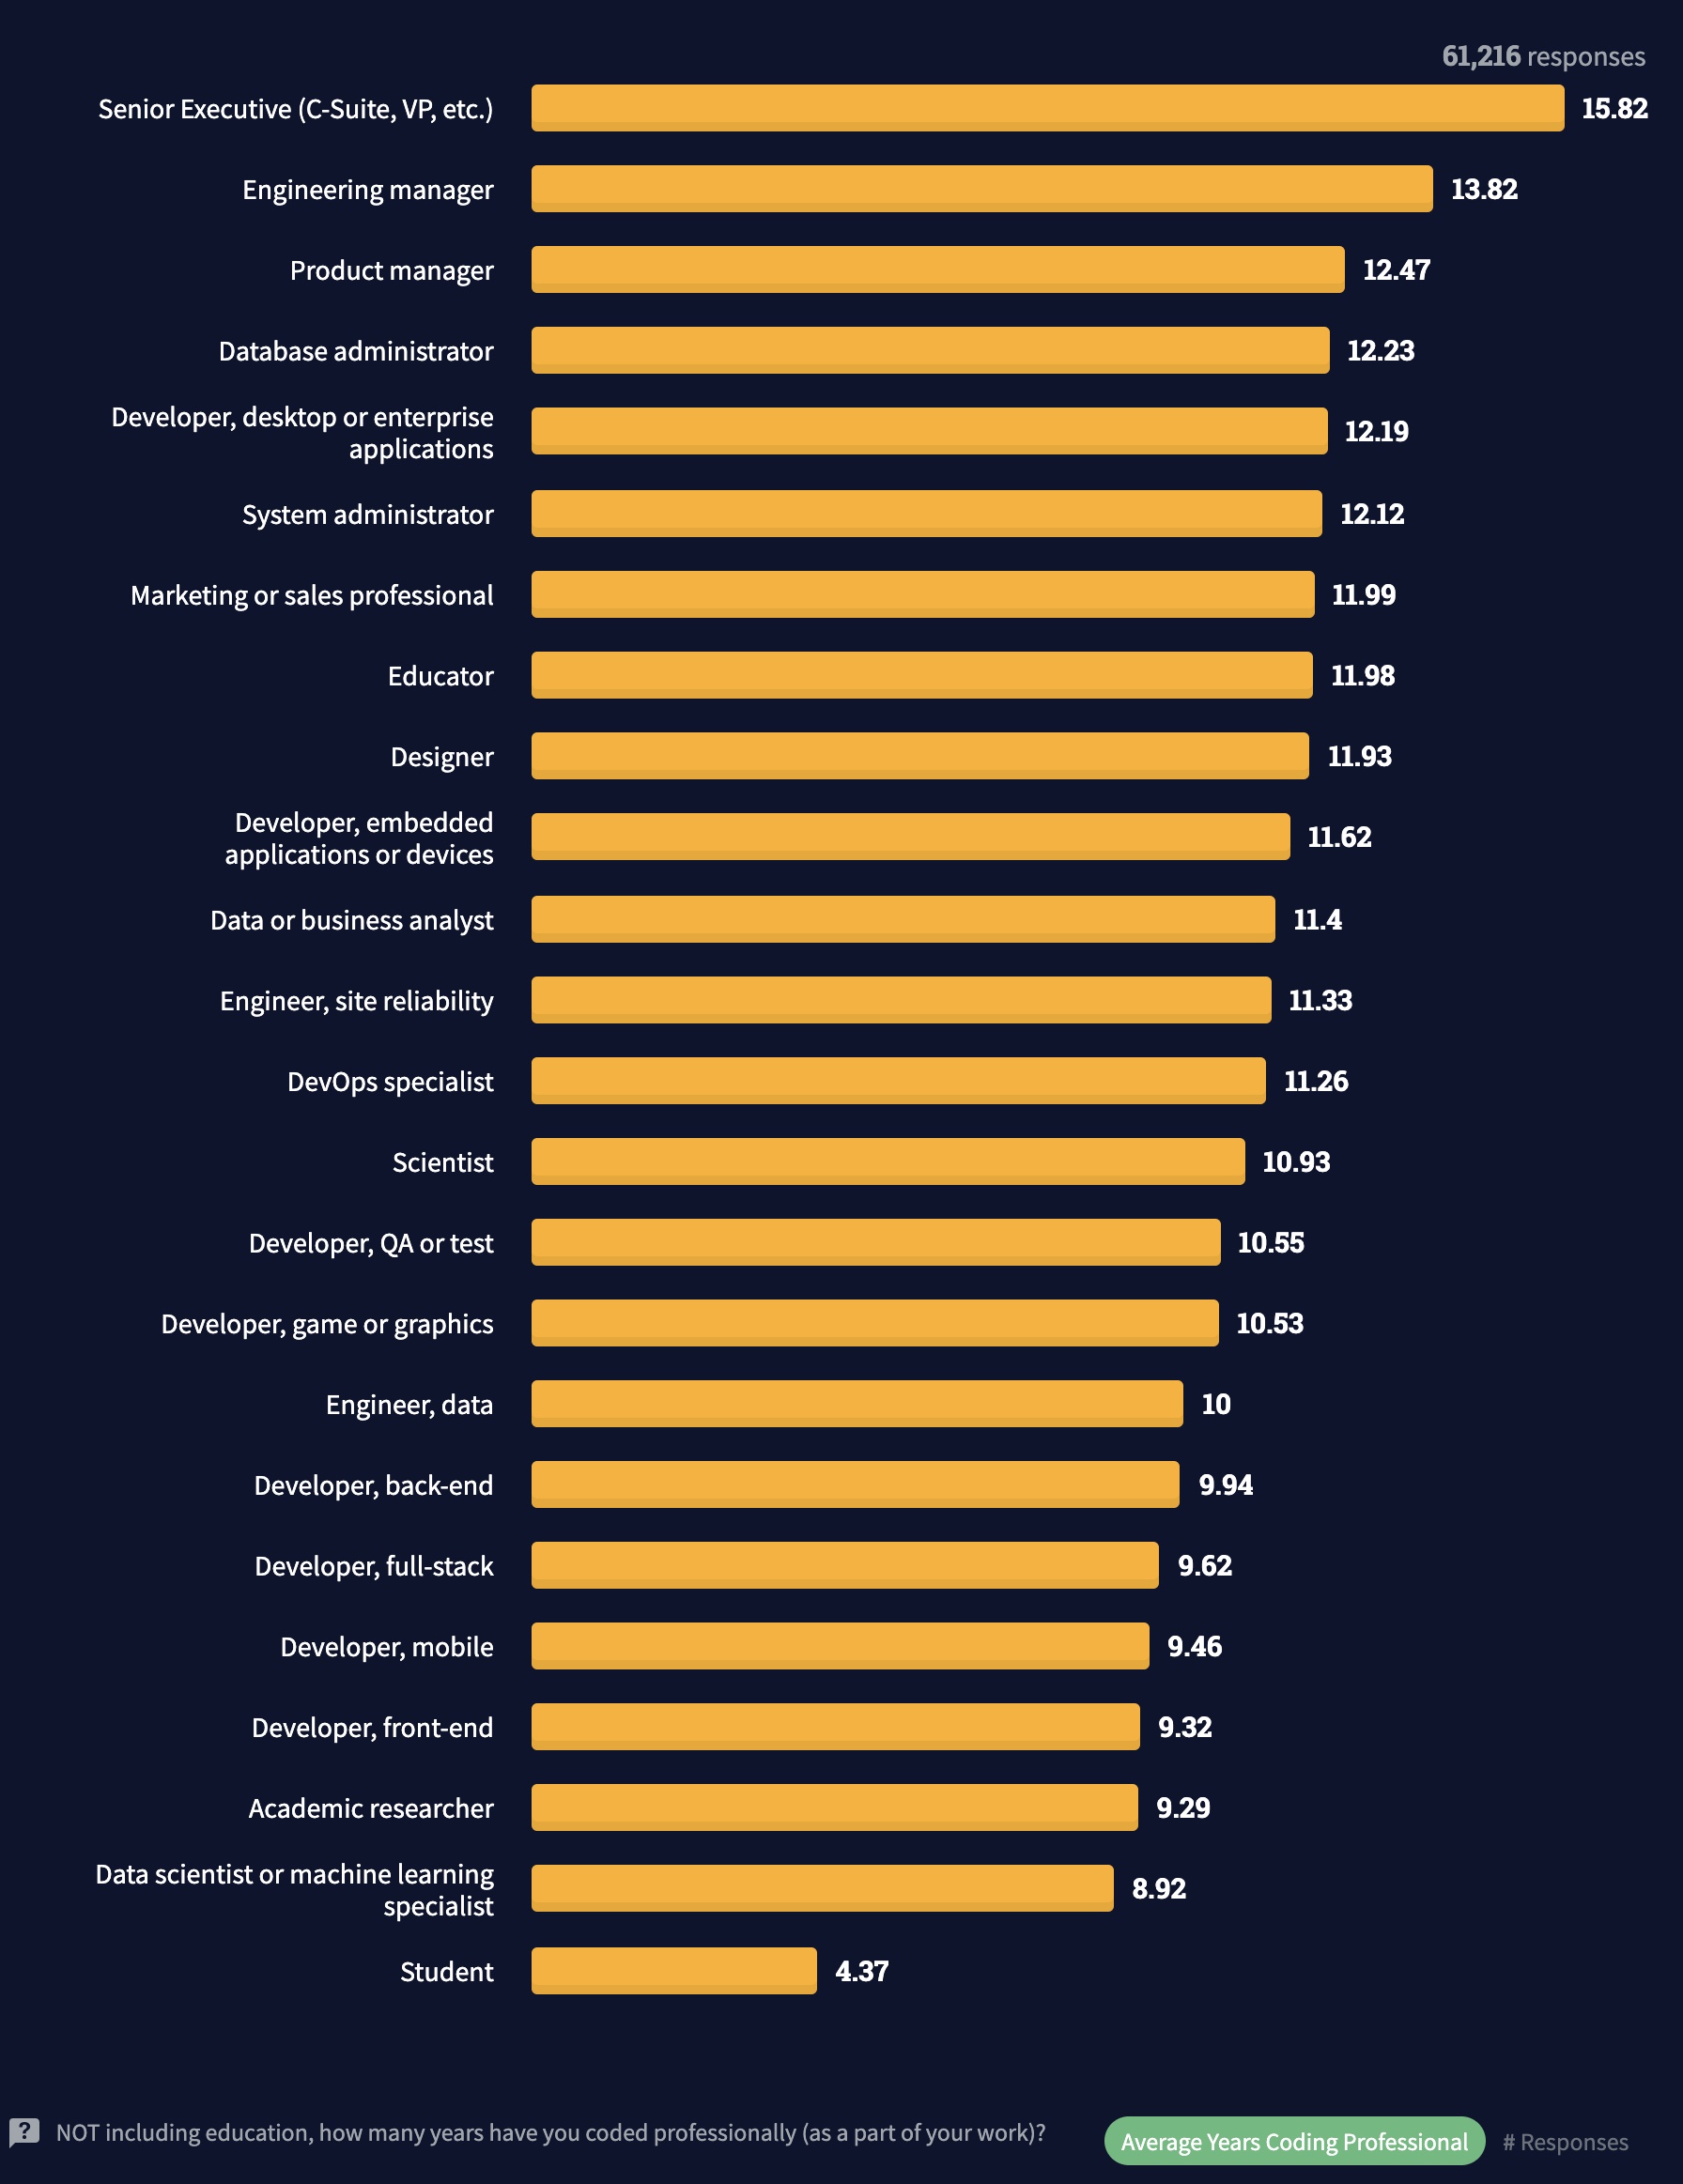 61,216 responses
Senior Executive (C-Suite, VP, etc.) 15.82
Engineering manager 13.82
Product manager 12.47
Database administrator 12.23
Developer, desktop or enterprise
applications 12.19
System administrator 12.12
Marketing or sales professional 11.99
Educator 11.98
Designer 11.93
Developer, embedded
applications or devices 11.62
Data or business analyst 11.4
Engineer, site reliability 11.33
DevOps specialist 11.26
Scientist 10.93
Developer, QA or test 10.55
Developer, game or graphics 10.53
Engineer, data 10
Developer, back-end 9.94
Developer, full-stack 9.62
Developer, mobile 9.46
Developer, front-end 9.32
Academic researcher 9.29
Data scientist or machine learning
specialist 8.92
Student 4.37
? NOT including education, how many years have you coded professionally (as a part of your work)? Average Years Coding Professional # Responses